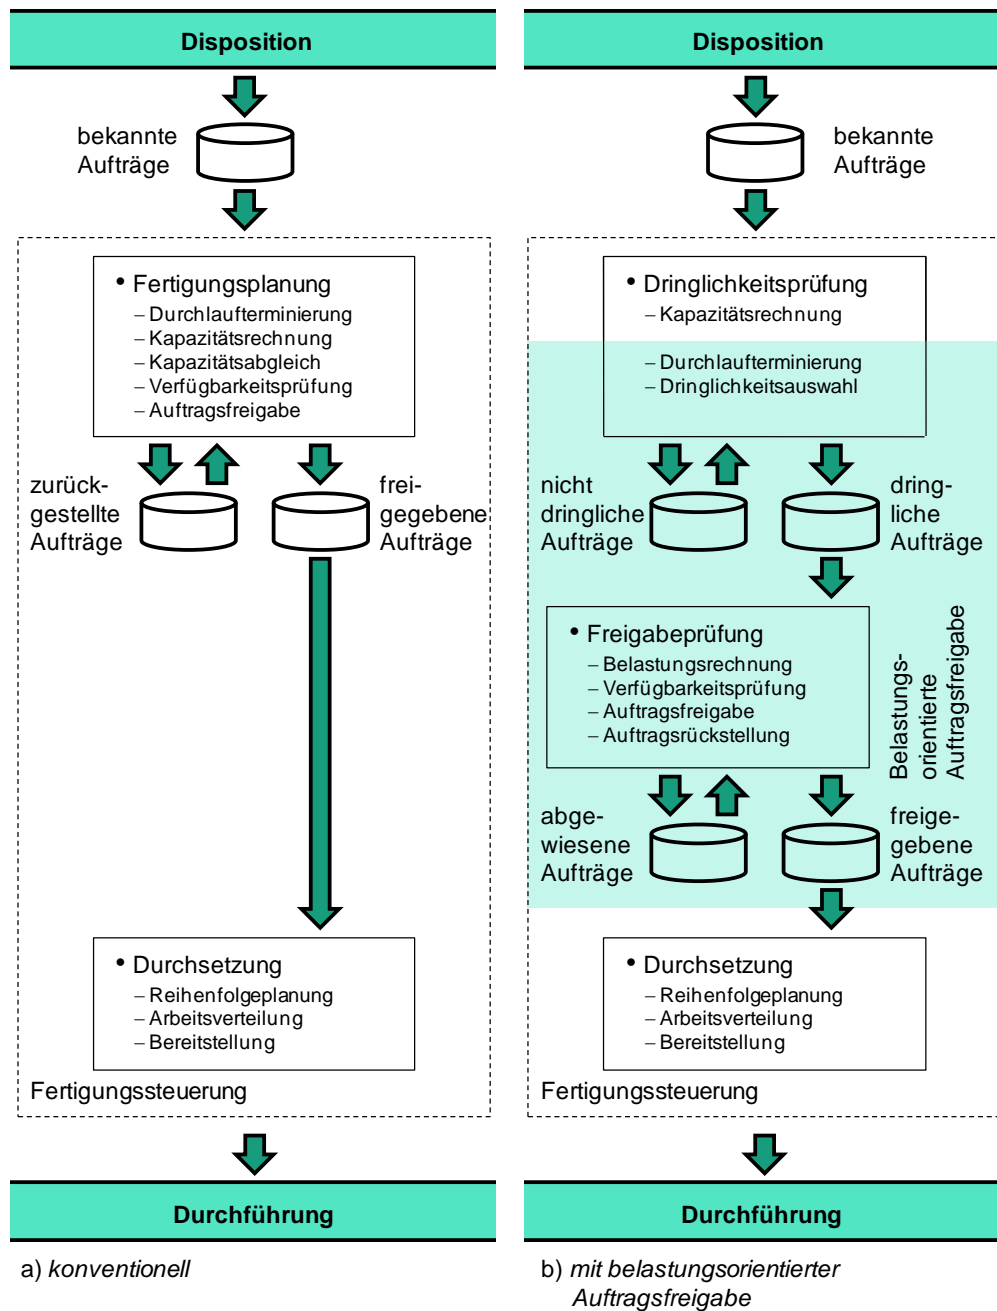 Disposition
bekannte
Aufträge
• Fertigungsplanung
– Durchlaufterminierung
– Kapazitätsrechnung
– Kapazitätsabgleich
– Verfügbarkeitsprüfung
– Auftragsfreigabe
zurück-
gestellte
Aufträge
frei-
gegebene
Aufträge
• Durchsetzung
– Reihenfolgeplanung
– Arbeitsverteilung
– Bereitstellung
Fertigungssteuerung
Durchführung
a) konventionell
Disposition
bekannte
Aufträge
• Dringlichkeitsprüfung
– Kapazitätsrechnung
– Durchlaufterminierung
– Dringlichkeitsauswahl
nicht
dringliche
Aufträge
dring-
liche
Aufträge
• Freigabeprüfung
– Belastungsrechnung
– Verfügbarkeitsprüfung
– Auftragsfreigabe
– Auftragsrückstellung
Belastungs-
orientierte
Auftragsfreigabe
abge-
wiesene
Aufträge
freige-
gebene
Aufträge
• Durchsetzung
– Reihenfolgeplanung
– Arbeitsverteilung
– Bereitstellung
Fertigungssteuerung
Durchführung
b) mit belastungsorientierter
Auftragsfreigabe